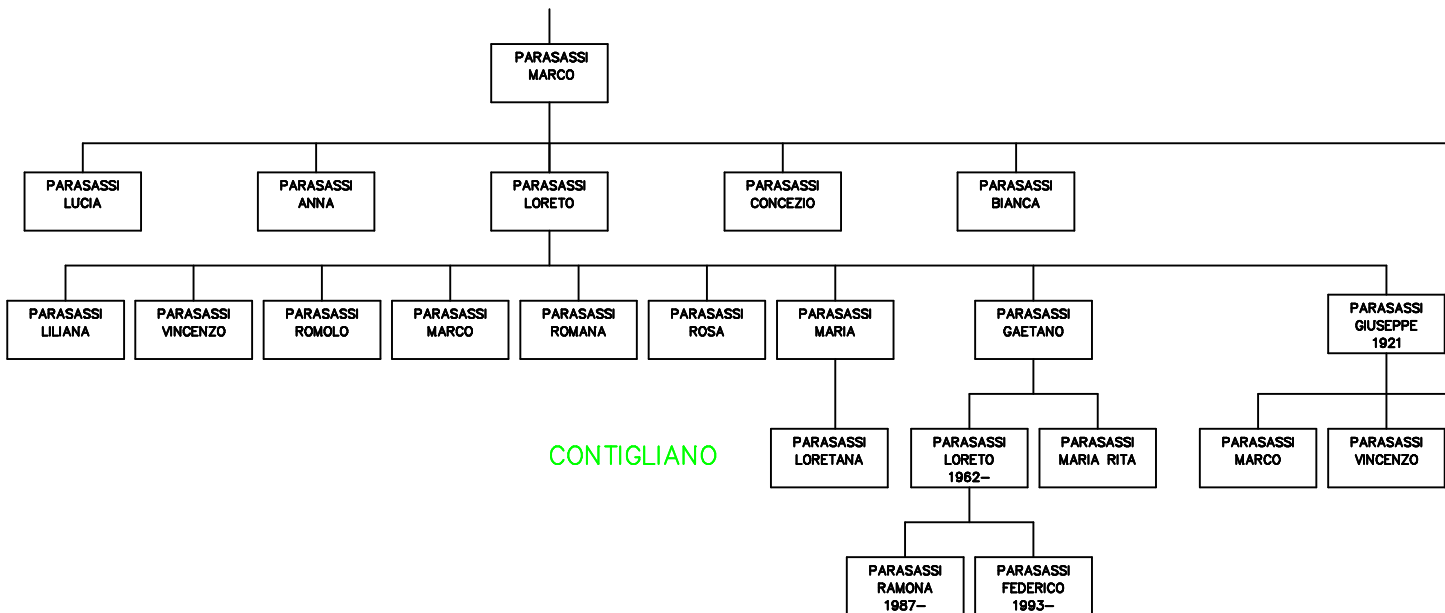 PARASASSI
MARCO
PARASASSI
LUCIA
PARASASSI
ANNA
PARASASSI
LORETO
PARASASSI
CONCEZIO
PARASASSI
BIANCA
PARASASSI
LILIANA
PARASASSI
VINCENZO
PARASASSI
ROMOLO
PARASASSI
MARCO
PARASASSI
ROMANA
PARASASSI
ROSA
PARASASSI
MARIA
PARASASSI
GAETANO
PARASASSI
GIUSEPPE
1921
CONTIGLIANO
PARASASSI
LORETANA
PARASASSI
LORETO
1962-
PARASASSI
MARIA RITA
PARASASSI
MARCO
PARASASSI
VINCENZO
PARASASSI
RAMONA
1987-
PARASASSI
FEDERICO
1993-